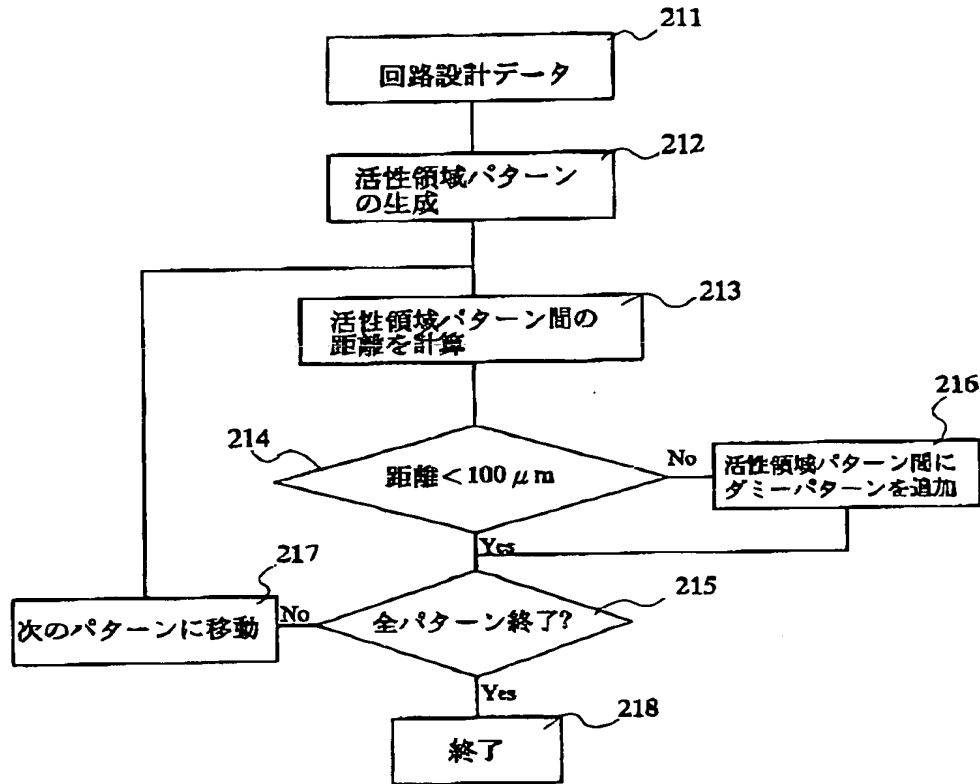 211
回路設計データ
212
活性領域パターン
の生成
213
活性領域パターン間の
距離を計算
214
距離<100μm
No
216
活性領域パターン間に
ダミーパターンを追加
Yes
217
次のパターンに移動
No
215
全パターン終了?
Yes
218
終了